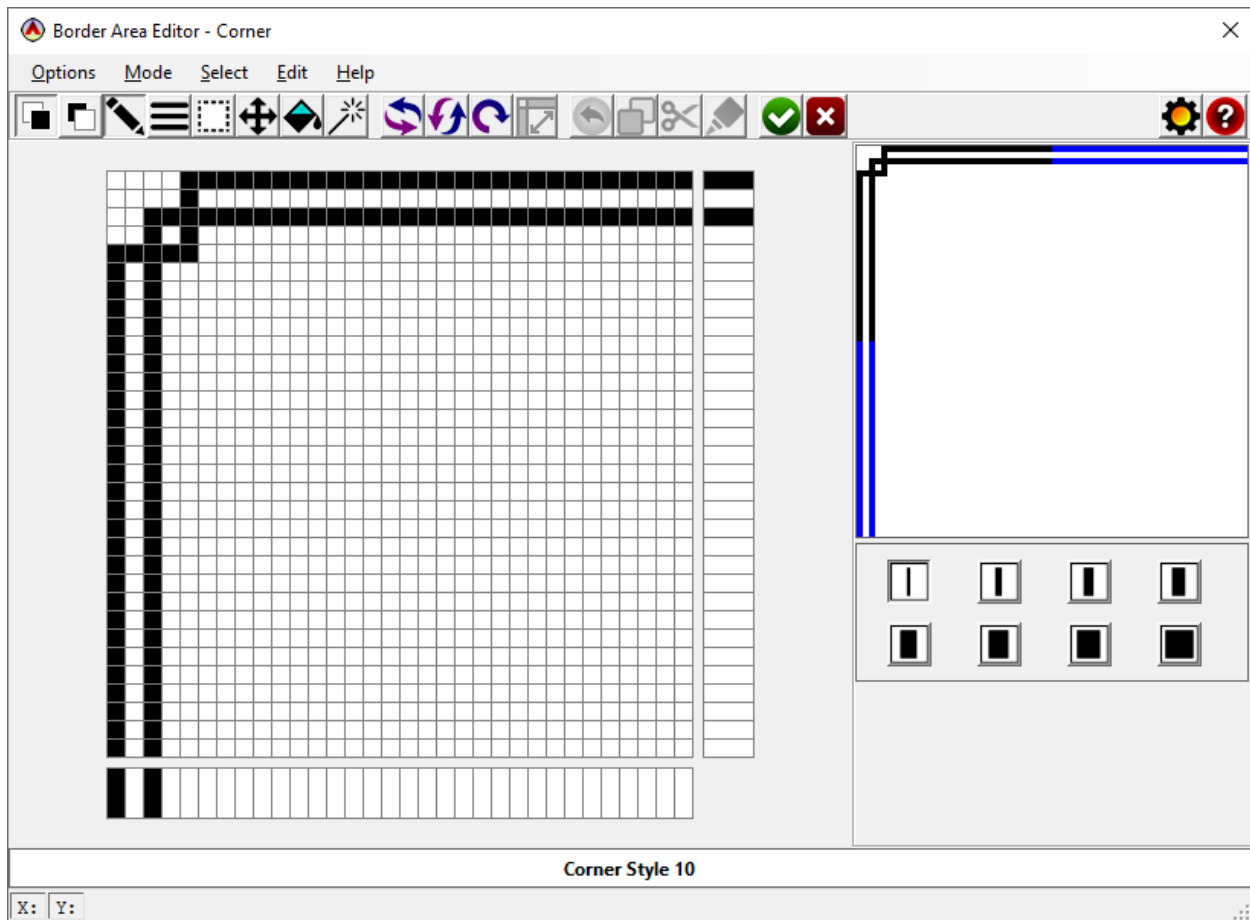 Border Area Editor - Corner
Options Mode Select Edit Help
?
Corner Style 10
X: Y: